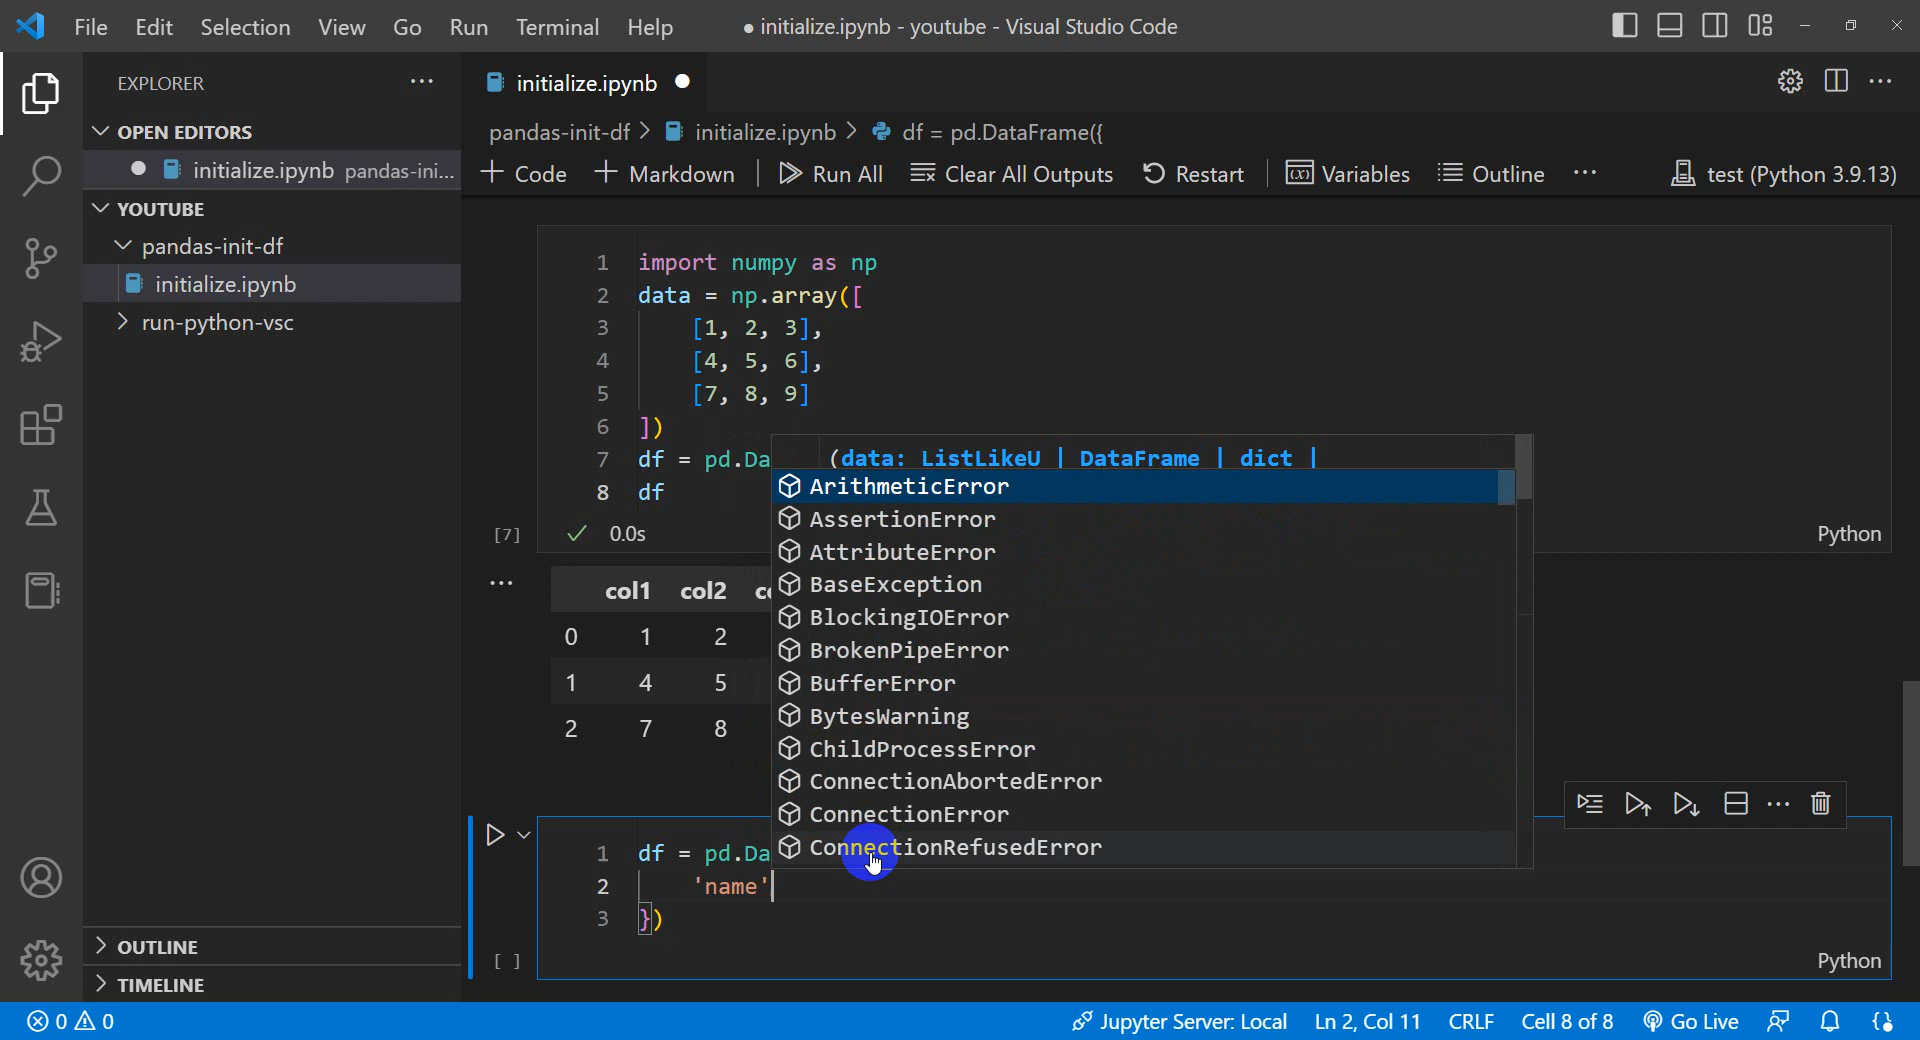 File Edit Selection View Go Run Terminal Help ● initialize.ipynb - youtube - Visual Studio Code
EXPLORER
OPEN EDITORS
initialize.ipynb pandas-ini...
YOUTUBE
pandas-init-df
initialize.ipynb
run-python-vsc
OUTLINE
TIMELINE
initialize.ipynb
pandas-init-df > initialize.ipynb > df = pd.DataFrame({
Code Markdown Run All Clear All Outputs Restart Variables Outline ... test (Python 3.9.13)
1 import numpy as np
2 data = np.array([
3 [1, 2, 3],
4 [4, 5, 6],
5 [7, 8, 9]
6 ])
7 df = pd.Da
8 df
(data: ListLikeU | DataFrame | dict |
ArithmeticError
AssertionError
AttributeError
BaseException
BlockingIOError
BrokenPipeError
BufferError
BytesWarning
ChildProcessError
ConnectionAbortedError
ConnectionError
ConnectionRefusedError
[7] 0.0s Python
col1 col2 co
0 1 2
1 4 5
2 7 8
1 df = pd.Da
2 'name'
3 })
[ ] Python
0 0 Jupyter Server: Local Ln 2, Col 11 CRLF Cell 8 of 8 Go Live